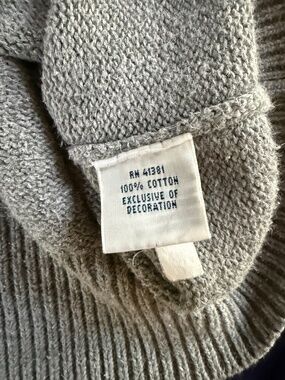 RN 41381
100% COTTON
EXCLUSIVE OF
DECORATION